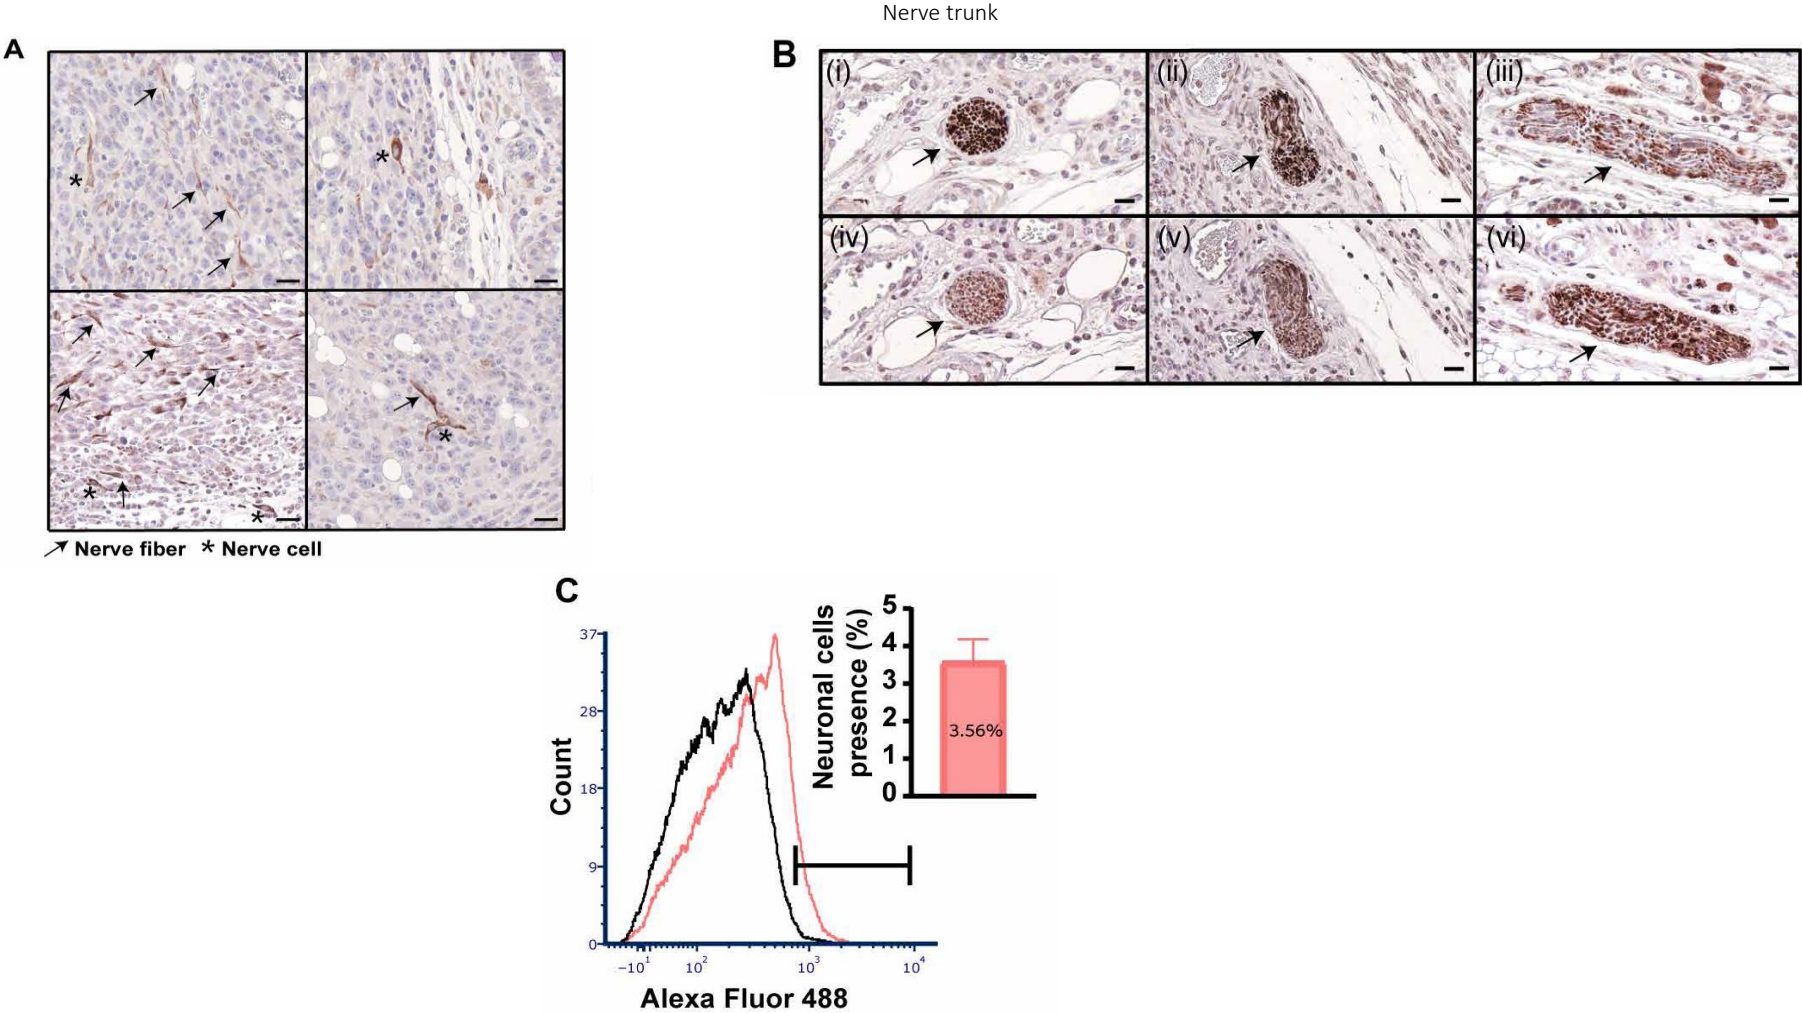 Nerve trunk
A
B
(i)
(ii)
(iii)
(iv)
(v)
(vi)
*
*
*
*
*
Nerve fiber * Nerve cell
C
Count
37
28
18
9
0
−10¹ 10² 10³ 10⁴
Alexa Fluor 488
Neuronal cells
presence (%)
5
4
3
2
1
0
3.56%